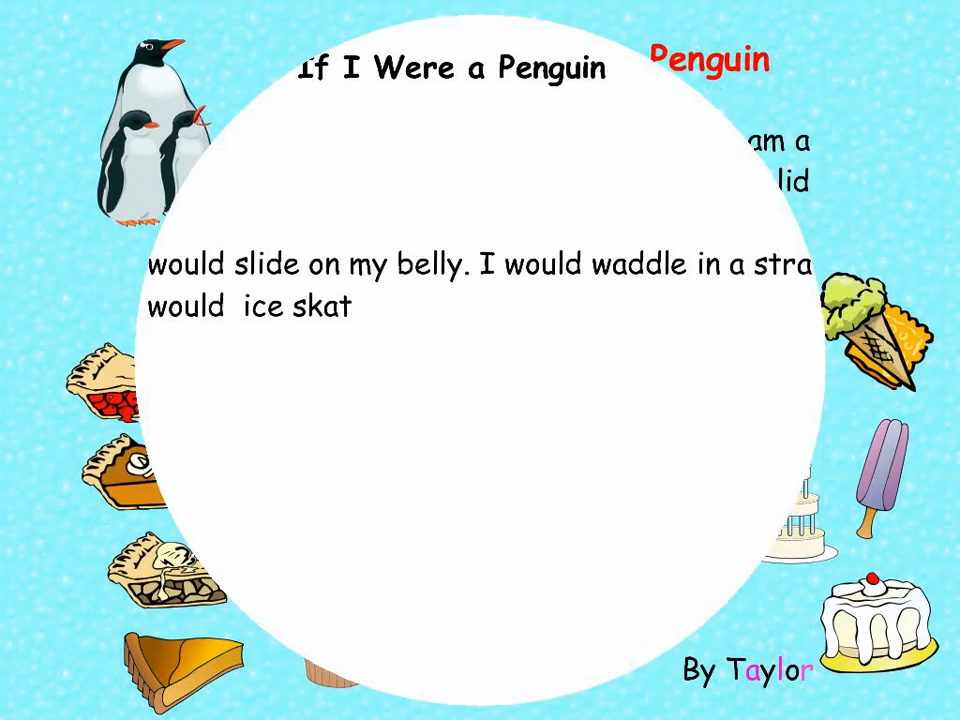 If I Were a Penguin
Penguin
am a
lid
would slide on my belly. I would waddle in a stra
would ice skat
By Taylor